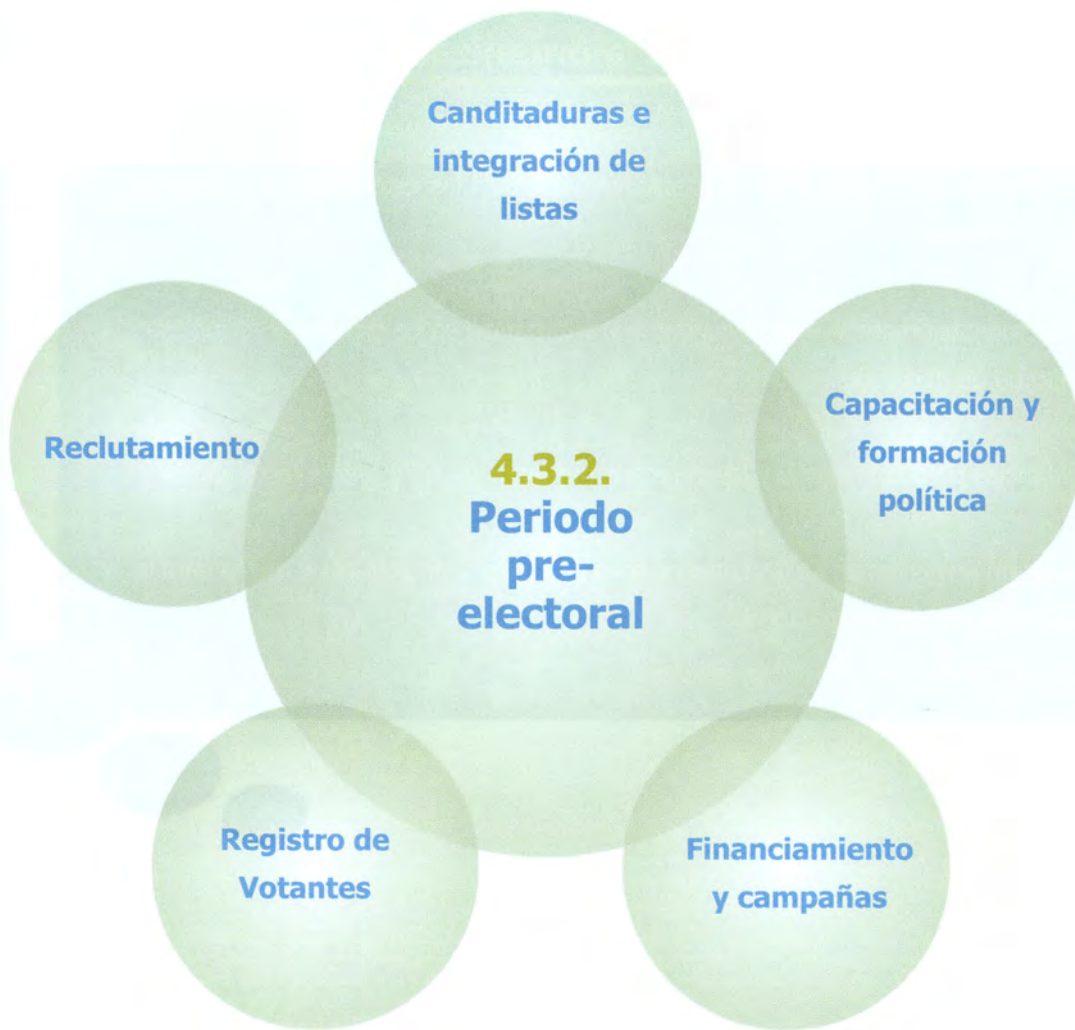 Canditaduras e
integración de
listas
Reclutamiento
Capacitación y
formación
política
4.3.2.
Periodo
pre-
electoral
Registro de
Votantes
Financiamiento
y campañas